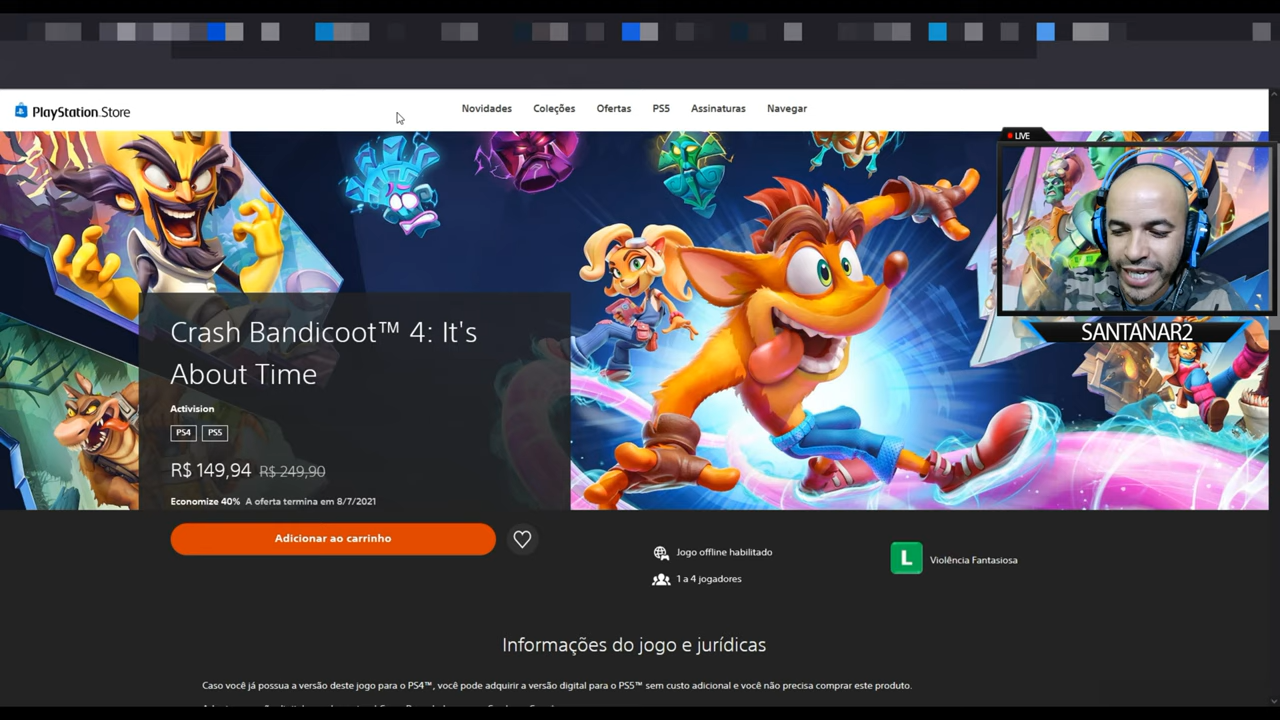 PlayStation.Store
Novidades
Coleções
Ofertas
PS5
Assinaturas
Navegar
LIVE
SANTANAR2
Crash Bandicoot™ 4: It's
About Time
Activision
PS4 PS5
R$ 149,94 R$ 249,90
Economize 40% A oferta termina em 8/7/2021
Adicionar ao carrinho
Jogo offline habilitado
1 a 4 jogadores
L Violência Fantasiosa
Informações do jogo e jurídicas
Caso você já possua a versão deste jogo para o PS4™, você pode adquirir a versão digital para o PS5™ sem custo adicional e você não precisa comprar este produto.